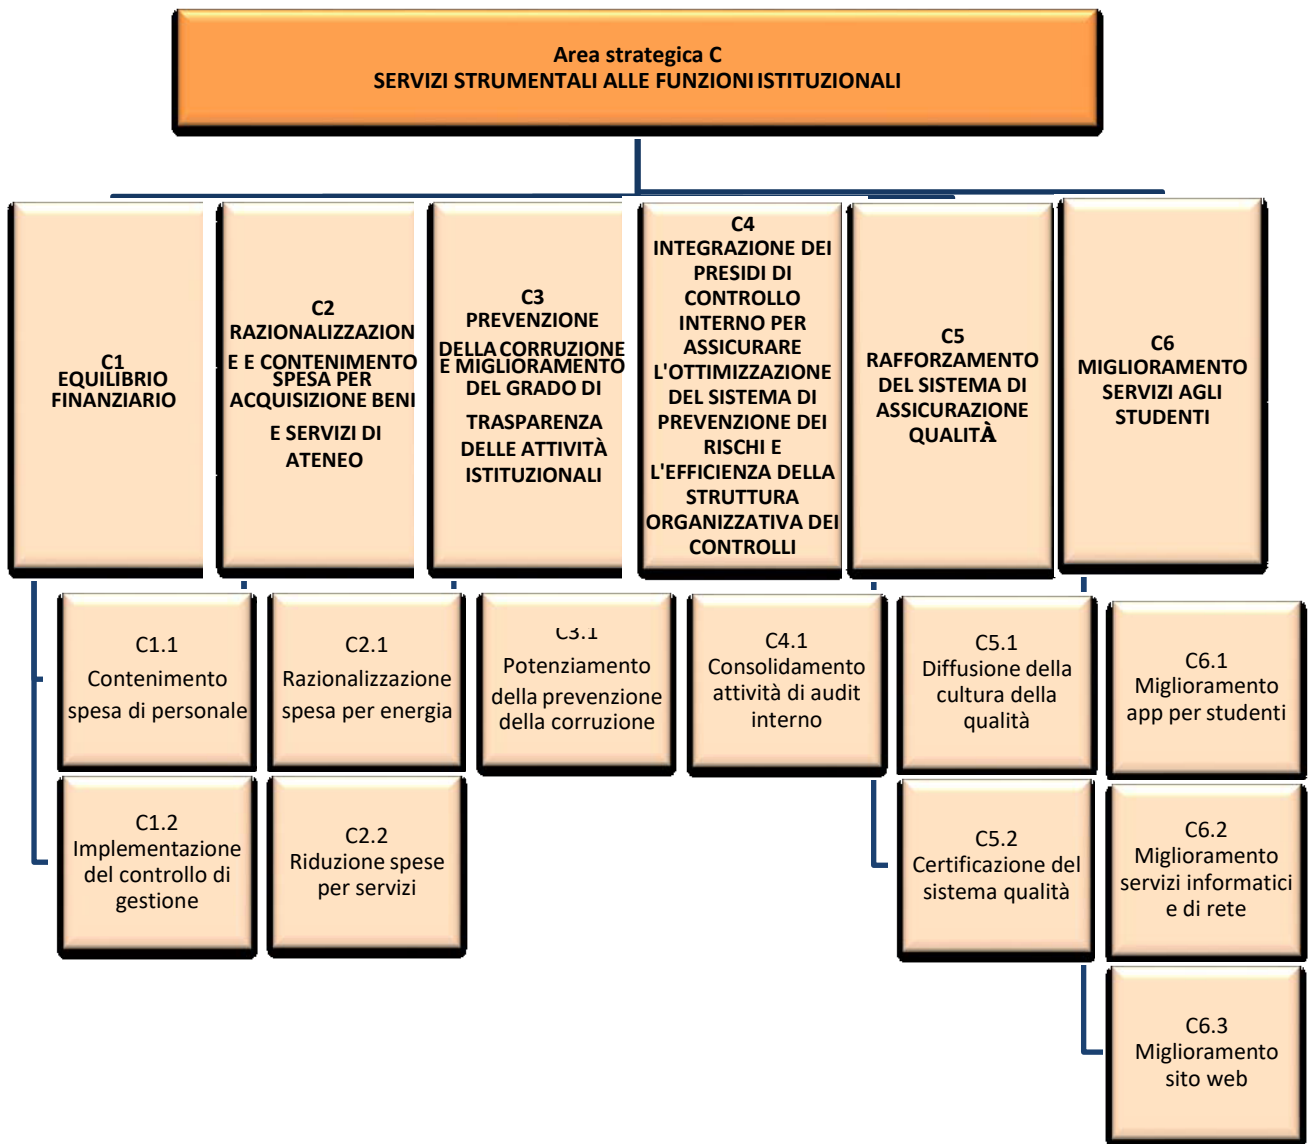 Area strategica C
SERVIZI STRUMENTALI ALLE FUNZIONI ISTITUZIONALI
C1
EQUILIBRIO
FINANZIARIO
C2
RAZIONALIZZAZION
E E CONTENIMENTO
SPESA PER
ACQUISIZIONE BENI
E SERVIZI DI
ATENEO
C3
PREVENZIONE
DELLA CORRUZIONE
E MIGLIORAMENTO
DEL GRADO DI
TRASPARENZA
DELLE ATTIVITÀ
ISTITUZIONALI
C4
INTEGRAZIONE DEI
PRESIDI DI
CONTROLLO
INTERNO PER
ASSICURARE
L'OTTIMIZZAZIONE
DEL SISTEMA DI
PREVENZIONE DEI
RISCHI E
L'EFFICIENZA DELLA
STRUTTURA
ORGANIZZATIVA DEI
CONTROLLI
C5
RAFFORZAMENTO
DEL SISTEMA DI
ASSICURAZIONE
QUALITÀ
C6
MIGLIORAMENTO
SERVIZI AGLI
STUDENTI
C1.1
Contenimento
spesa di personale
C2.1
Razionalizzazione
spesa per energia
C3.1
Potenziamento
della prevenzione
della corruzione
C4.1
Consolidamento
attività di audit
interno
C5.1
Diffusione della
cultura della
qualità
C6.1
Miglioramento
app per studenti
C1.2
Implementazione
del controllo di
gestione
C2.2
Riduzione spese
per servizi
C5.2
Certificazione del
sistema qualità
C6.2
Miglioramento
servizi informatici
e di rete
C6.3
Miglioramento
sito web